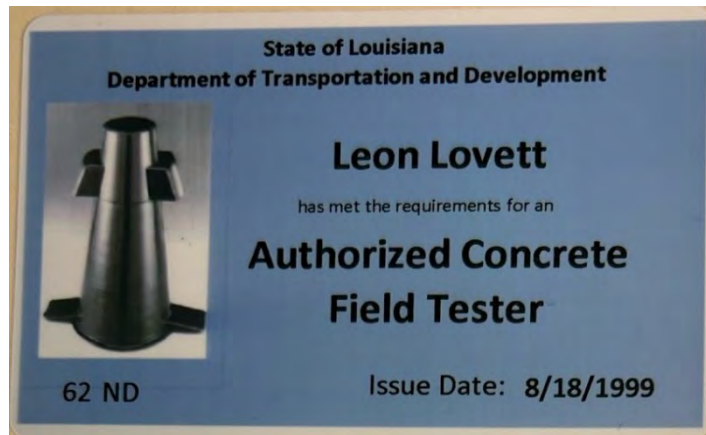 State of Louisiana
Department of Transportation and Development
Leon Lovett
has met the requirements for an
Authorized Concrete
Field Tester
62 ND
Issue Date: 8/18/1999